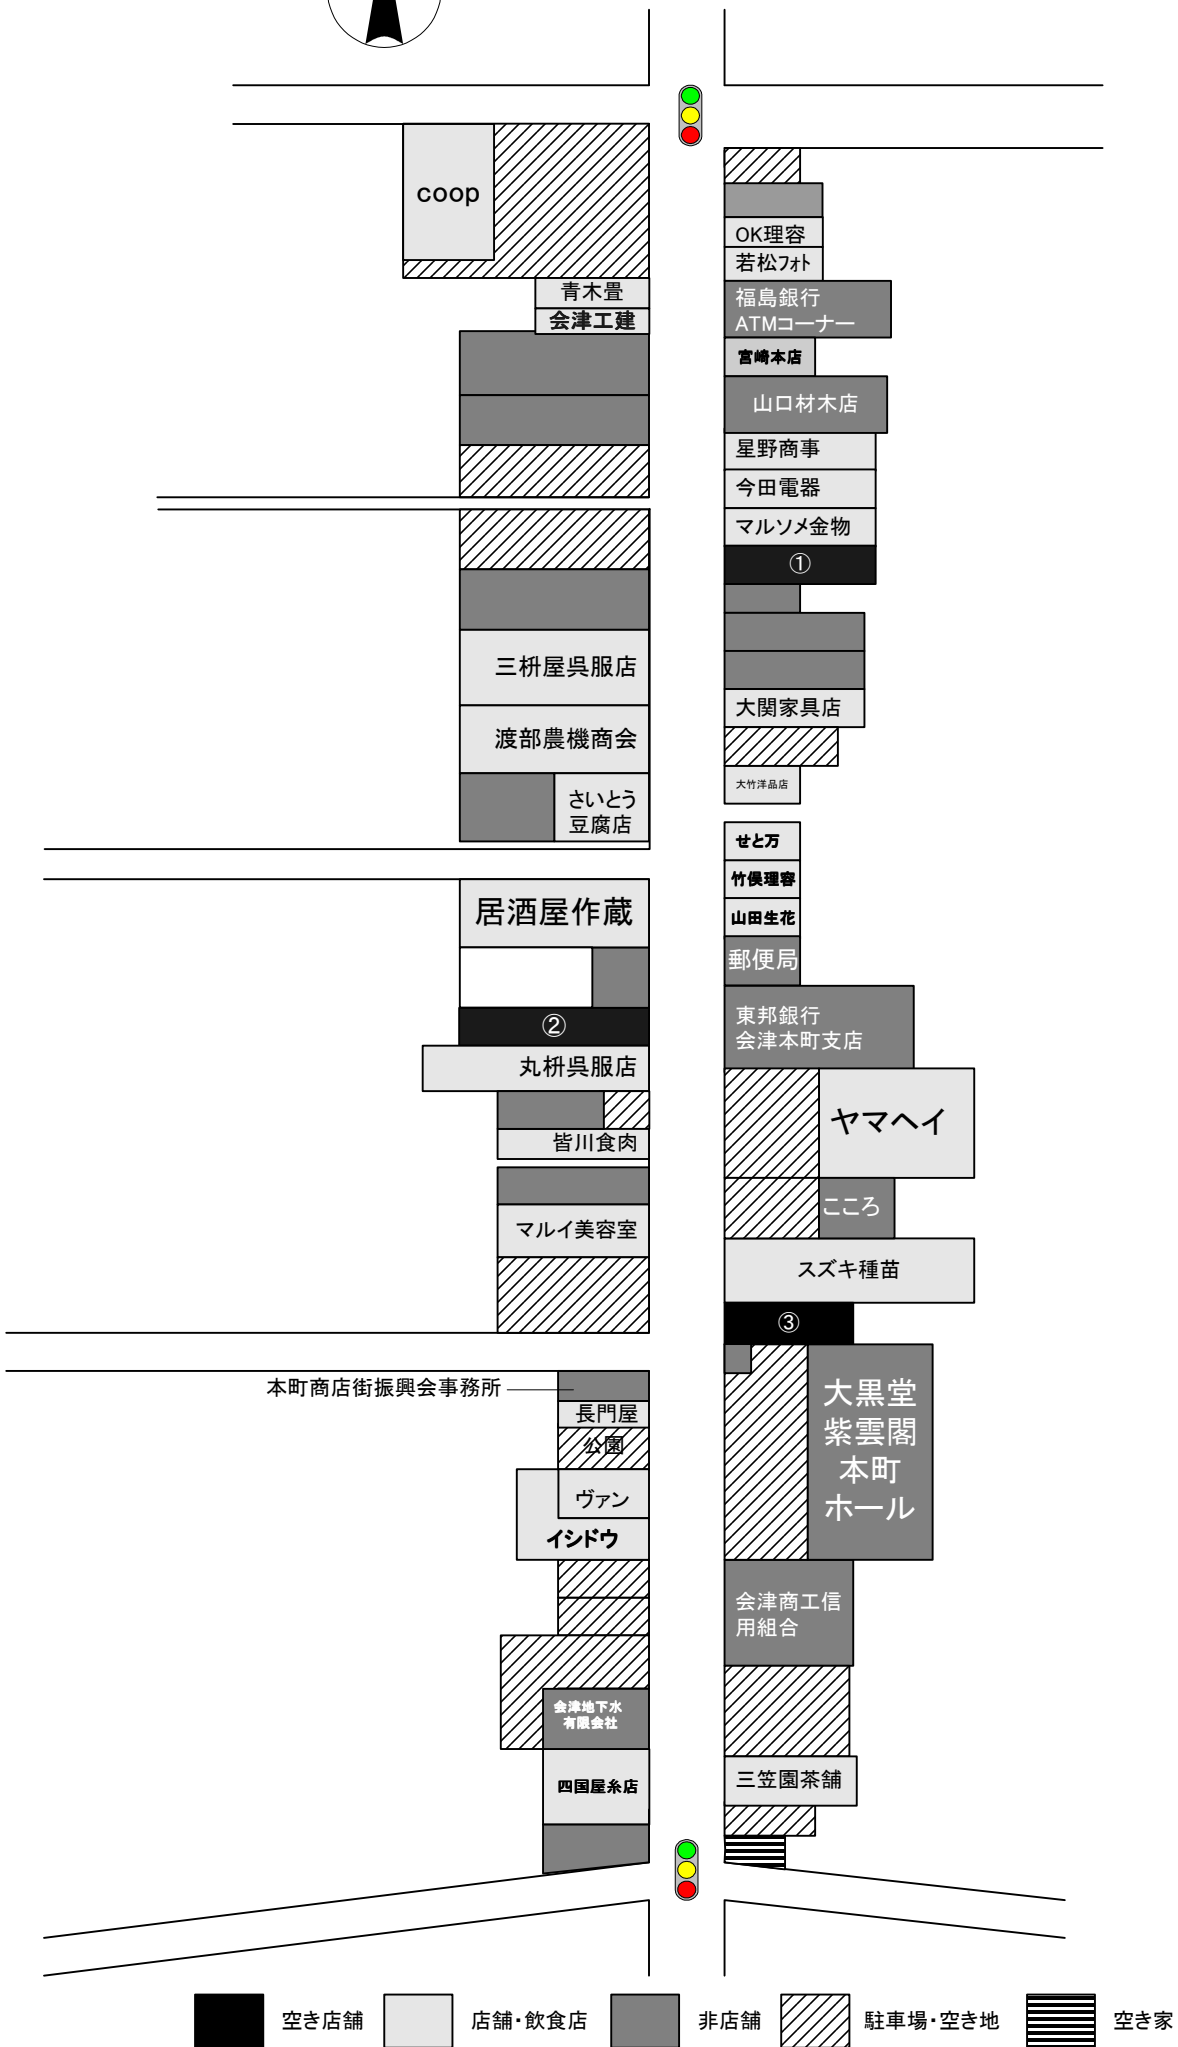 coop
青木畳
会津工建
三枡屋呉服店
渡部農機商会
さいとう
豆腐店
居酒屋作蔵
②
丸枡呉服店
皆川食肉
マルイ美容室
本町商店街振興会事務所
長門屋
公園
ヴァン
イシドウ
会津地下水
有限会社
四国屋糸店
OK理容
若松フォト
福島銀行
ATMコーナー
宮崎本店
山口材木店
星野商事
今田電器
マルソメ金物
①
大関家具店
大竹洋品店
せと万
竹俣理容
山田生花
郵便局
東邦銀行
会津本町支店
ヤマヘイ
こころ
スズキ種苗
③
大黒堂
紫雲閣
本町
ホール
会津商工信
用組合
三笠園茶舗
空き店舗
店舗・飲食店
非店舗
駐車場・空き地
空き家